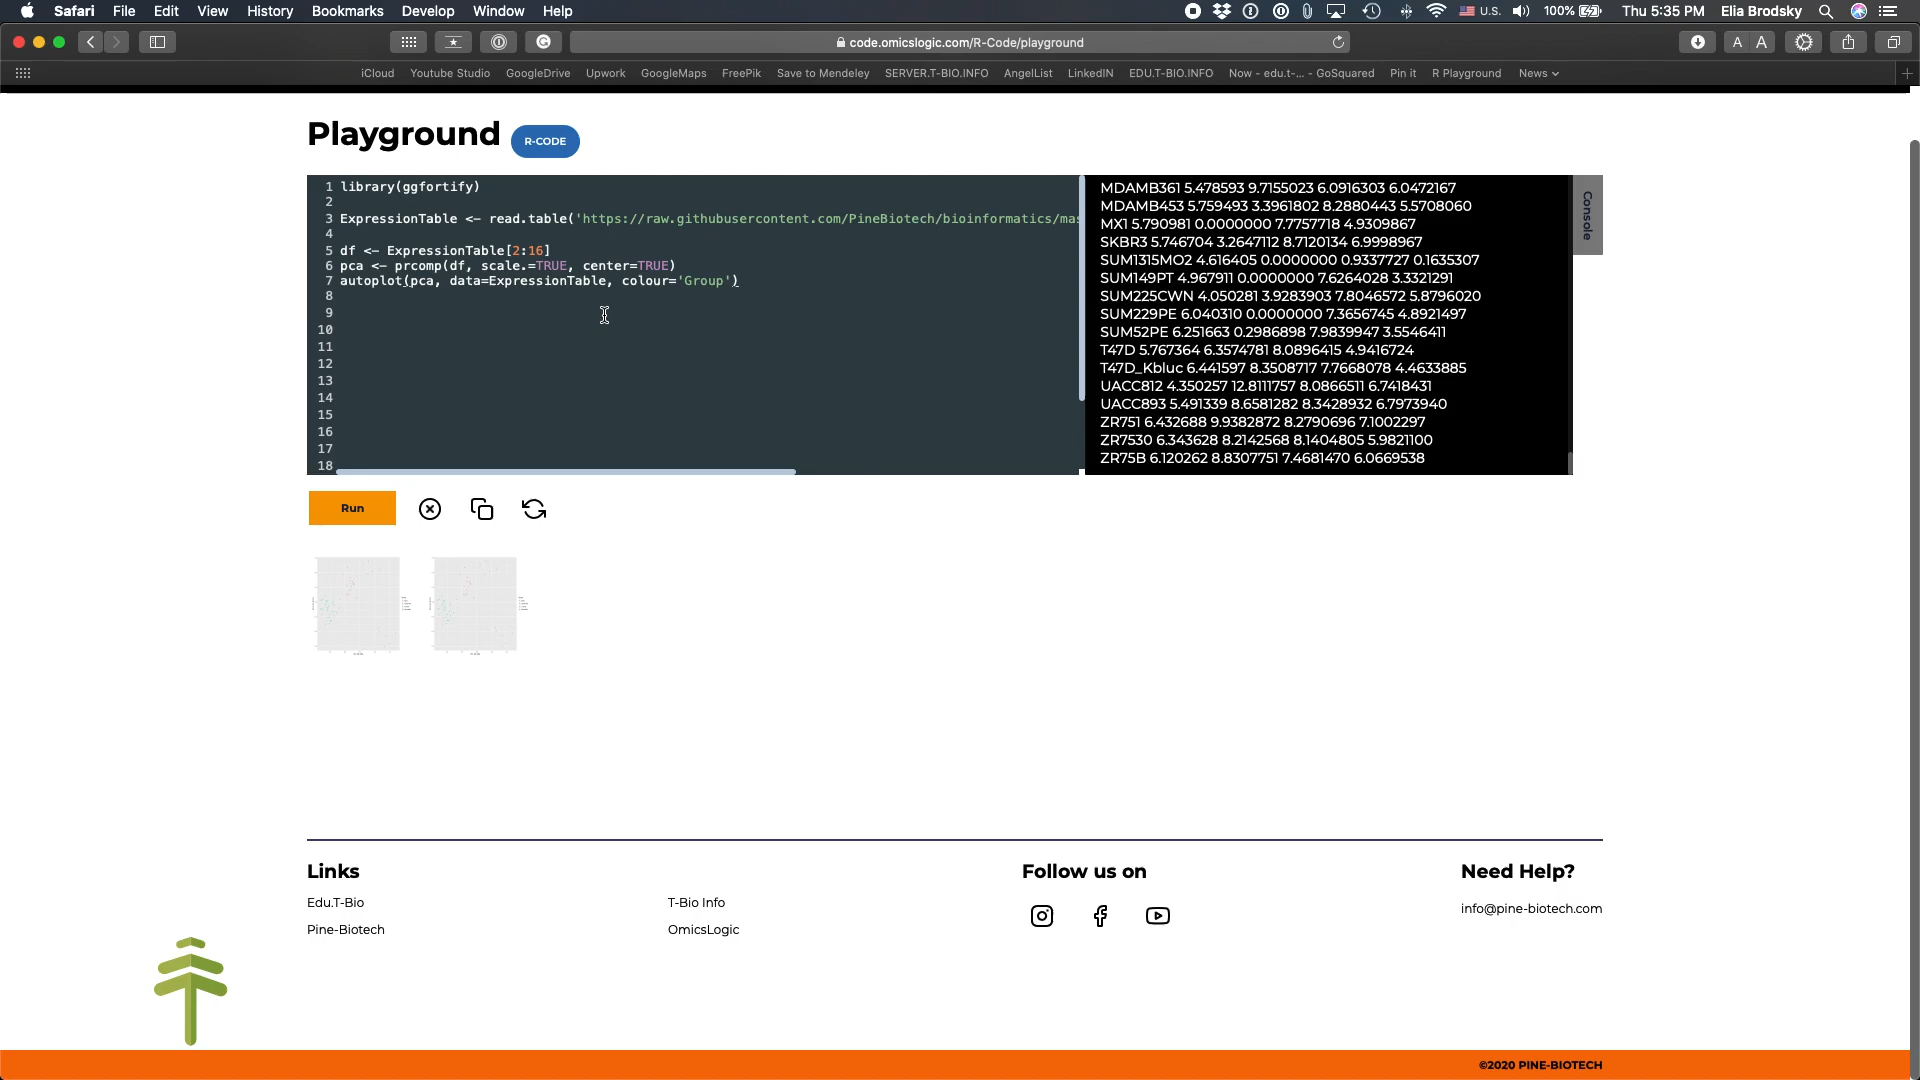 Safari File Edit View History Bookmarks Develop Window Help U.S. 100% Thu 5:35 PM Elia Brodsky
code.omicslogic.com/R-Code/playground A A
iCloud Youtube Studio GoogleDrive Upwork GoogleMaps FreePik Save to Mendeley SERVER.T-BIO.INFO AngelList LinkedIN EDU.T-BIO.INFO Now - edu.t-... - GoSquared Pin it R Playground News
Playground R-CODE
1 library(ggfortify)
2
3 ExpressionTable <- read.table('https://raw.githubusercontent.com/PineBiotech/bioinformatics/mas
4
5 df <- ExpressionTable[2:16]
6 pca <- prcomp(df, scale.=TRUE, center=TRUE)
7 autoplot(pca, data=ExpressionTable, colour='Group')
8
9
10
11
12
13
14
15
16
17
18
MDAMB361 5.478593 9.7155023 6.0916303 6.0472167
MDAMB453 5.759493 3.3961802 8.2880443 5.5708060
MX1 5.790981 0.0000000 7.7757718 4.9309867
SKBR3 5.746704 3.2647112 8.7120134 6.9998967
SUM1315MO2 4.616405 0.0000000 0.9337727 0.1635307
SUM149PT 4.967911 0.0000000 7.6264028 3.3321291
SUM225CWN 4.050281 3.9283903 7.8046572 5.8796020
SUM229PE 6.040310 0.0000000 7.3656745 4.8921497
SUM52PE 6.251663 0.2986898 7.9839947 3.5546411
T47D 5.767364 6.3574781 8.0896415 4.9416724
T47D_Kbluc 6.441597 8.3508717 7.7668078 4.4633885
UACC812 4.350257 12.8111757 8.0866511 6.7418431
UACC893 5.491339 8.6581282 8.3428932 6.7973940
ZR751 6.432688 9.9382872 8.2790696 7.1002297
ZR7530 6.343628 8.2142568 8.1404805 5.9821100
ZR75B 6.120262 8.8307751 7.4681470 6.0669538
Console
Run
Links
Edu.T-Bio
Pine-Biotech
T-Bio Info
OmicsLogic
Follow us on
Need Help?
info@pine-biotech.com
©2020 PINE-BIOTECH